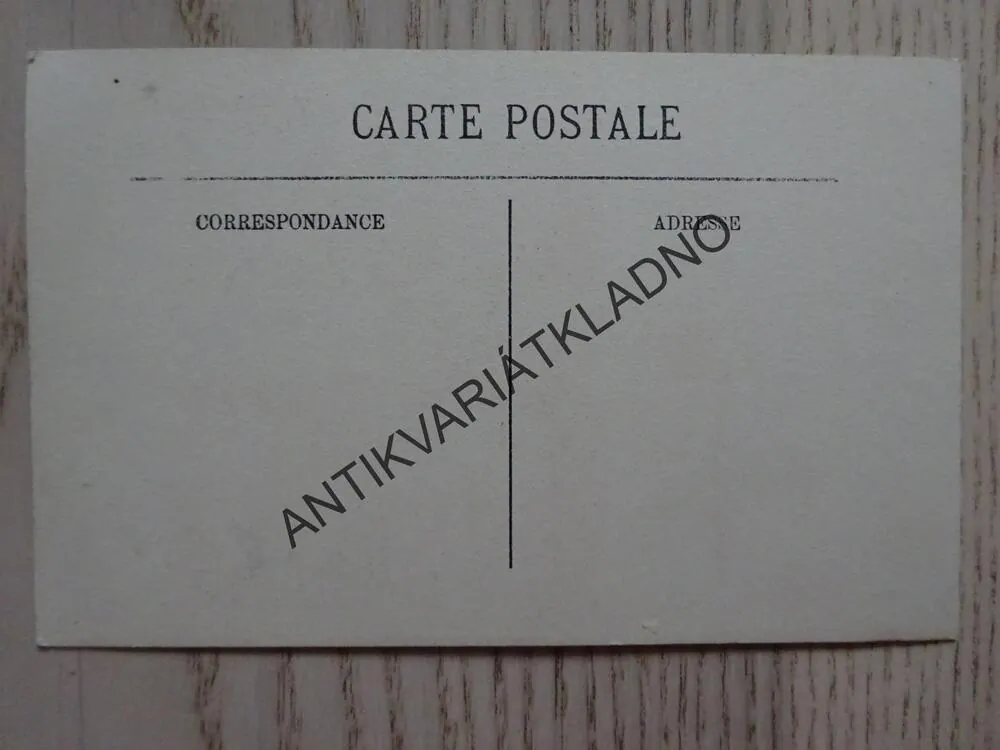 CARTE POSTALE
CORRESPONDANCE
ADRESSE
ANTIKVARIÁTKLADNO